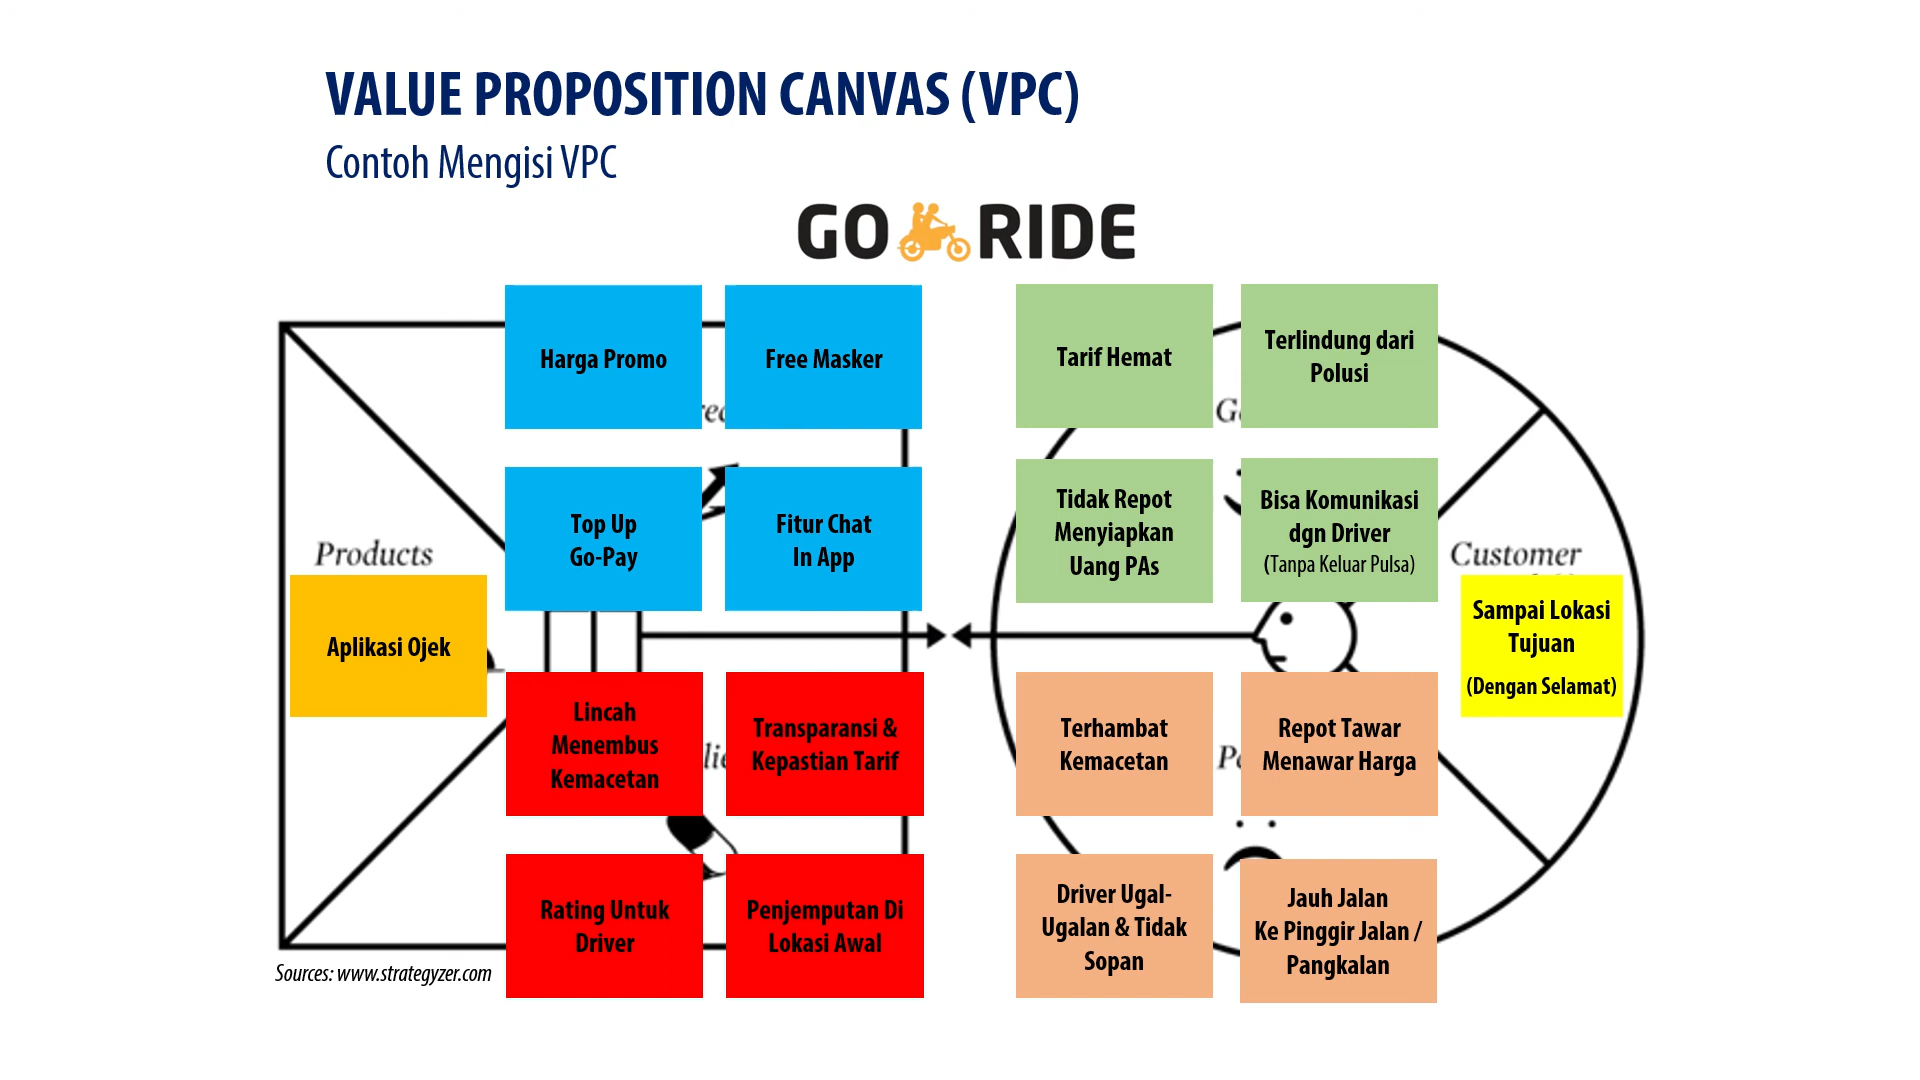 VALUE PROPOSITION CANVAS (VPC)
Contoh Mengisi VPC
GO RIDE
Harga Promo
Free Masker
Tarif Hemat
Terlindung dari
Polusi
Top Up
Go-Pay
Fitur Chat
In App
Tidak Repot
Menyiapkan
Uang PAs
Bisa Komunikasi
dgn Driver
(Tanpa Keluar Pulsa)
Products
Customer
Aplikasi Ojek
Sampai Lokasi
Tujuan
(Dengan Selamat)
Lincah
Menembus
Kemacetan
Transparansi &
Kepastian Tarif
Terhambat
Kemacetan
Repot Tawar
Menawar Harga
Rating Untuk
Driver
Penjemputan Di
Lokasi Awal
Driver Ugal-
Ugalan & Tidak
Sopan
Jauh Jalan
Ke Pinggir Jalan /
Pangkalan
Sources: www.strategyzer.com